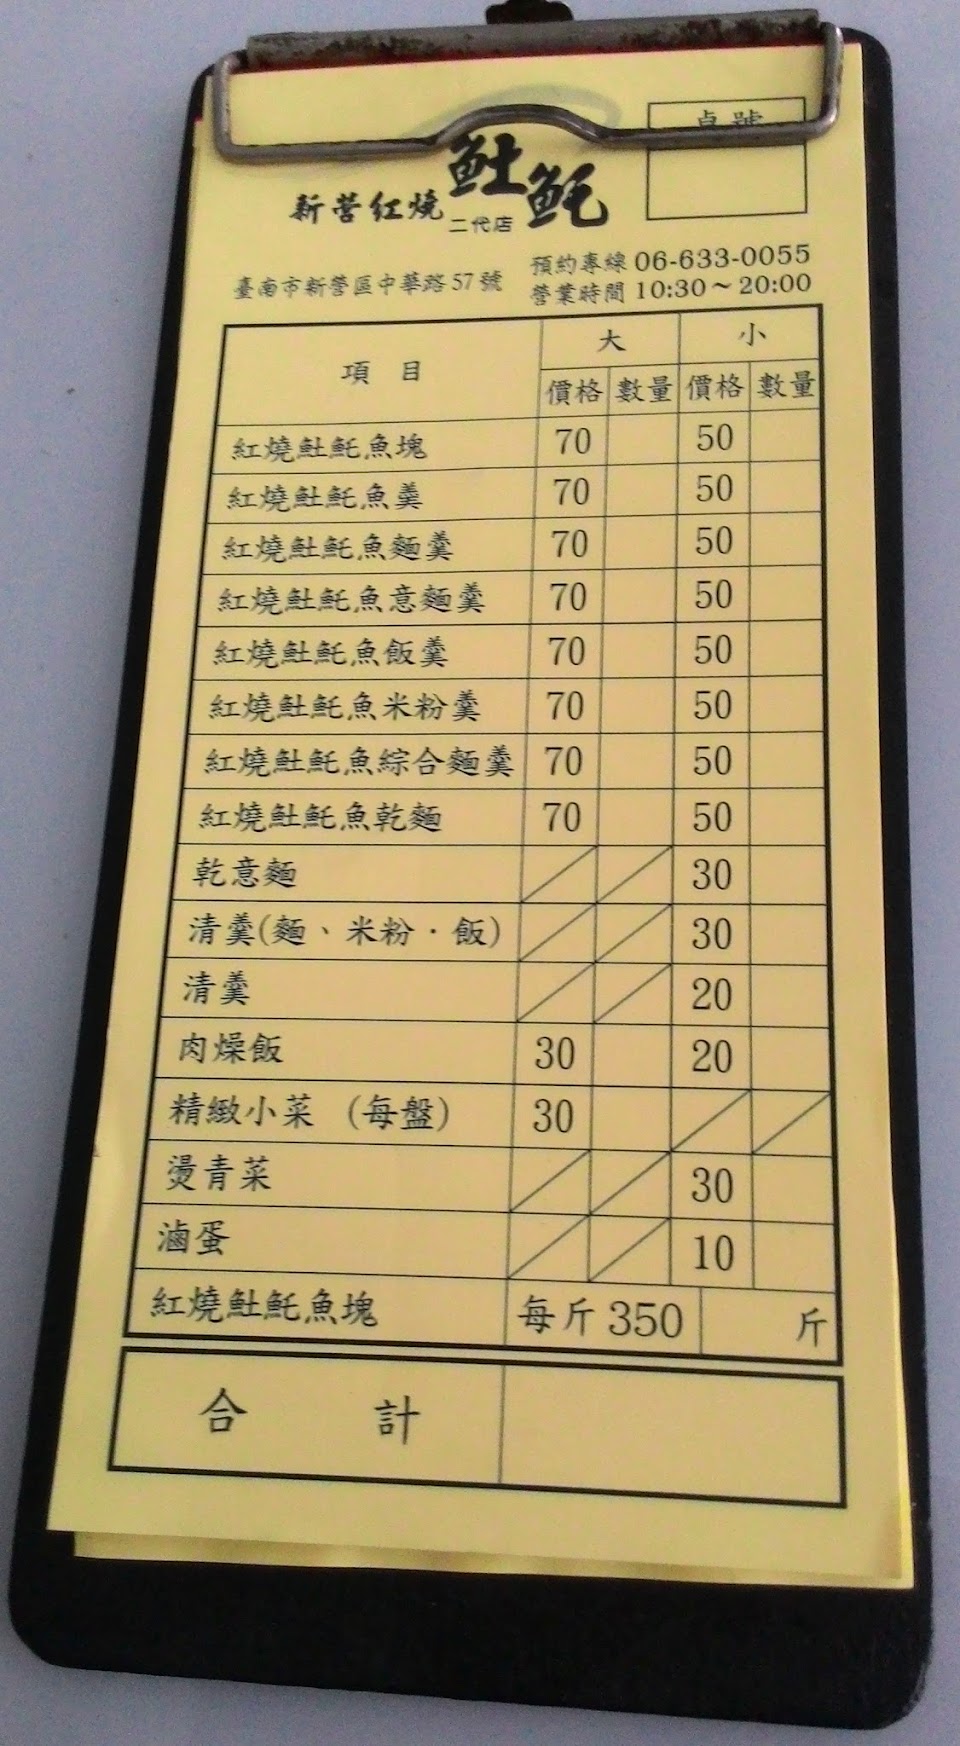 桌號
新營紅燒魠魠
二代店
預約專線 06-633-0055
臺南市新營區中華路57號 營業時間 10:30~20:00
項目 大 小
價格 數量 價格 數量
紅燒魠魠魚塊 70 50
紅燒魠魠魚羹 70 50
紅燒魠魠魚麵羹 70 50
紅燒魠魠魚意麵羹 70 50
紅燒魠魠魚飯羹 70 50
紅燒魠魠魚米粉羹 70 50
紅燒魠魠魚綜合麵羹 70 50
紅燒魠魠魚乾麵 70 50
乾意麵 30
清羹(麵、米粉·飯) 30
清羹 20
肉燥飯 30 20
精緻小菜 (每盤) 30
燙青菜 30
滷蛋 10
紅燒魠魠魚塊 每斤350 斤
合計